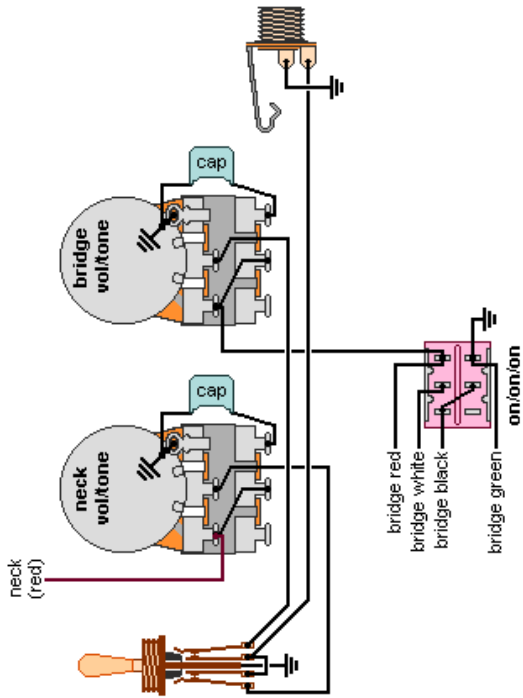 cap
bridge
vol/tone
cap
neck
vol/tone
neck
(red)
bridge red
bridge white
bridge black
bridge green
on/on/on